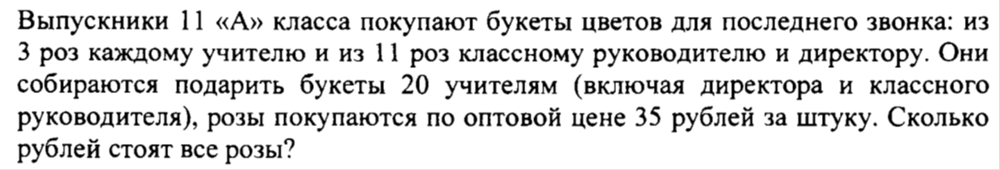 Выпускники 11 «А» класса покупают букеты цветов для последнего звонка: из
3 роз каждому учителю и из 11 роз классному руководителю и директору. Они
собираются подарить букеты 20 учителям (включая директора и классного
руководителя), розы покупаются по оптовой цене 35 рублей за штуку. Сколько
рублей стоят все розы?